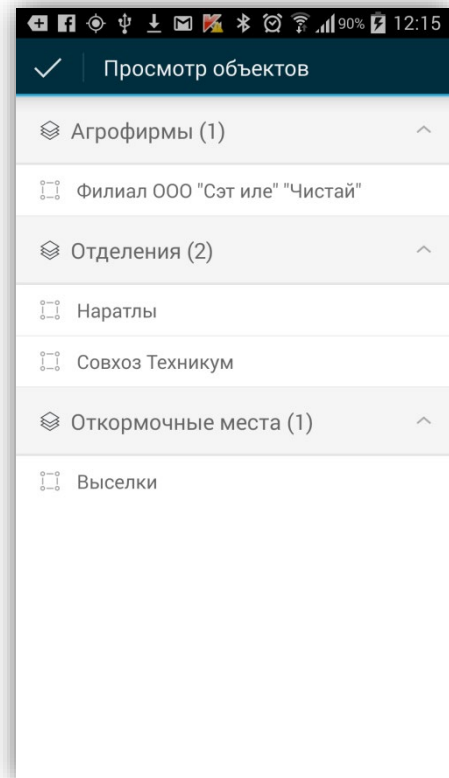 90% 12:15
Просмотр объектов
Агрофирмы (1)
Филиал ООО "Сэт иле" "Чистай"
Отделения (2)
Наратлы
Совхоз Техникум
Откормочные места (1)
Выселки